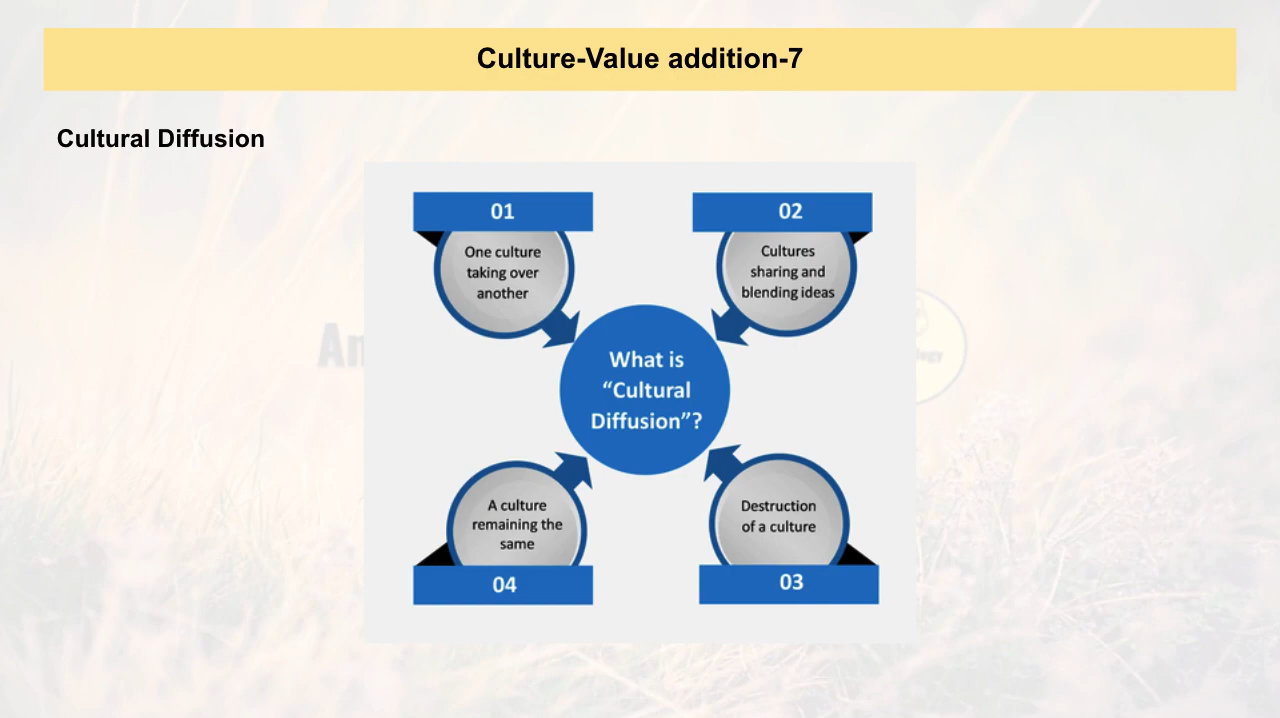 Culture-Value addition-7
Cultural Diffusion
01
One culture
taking over
another
02
Cultures
sharing and
blending ideas
What is
“Cultural
Diffusion”?
A culture
remaining the
same
04
Destruction
of a culture
03